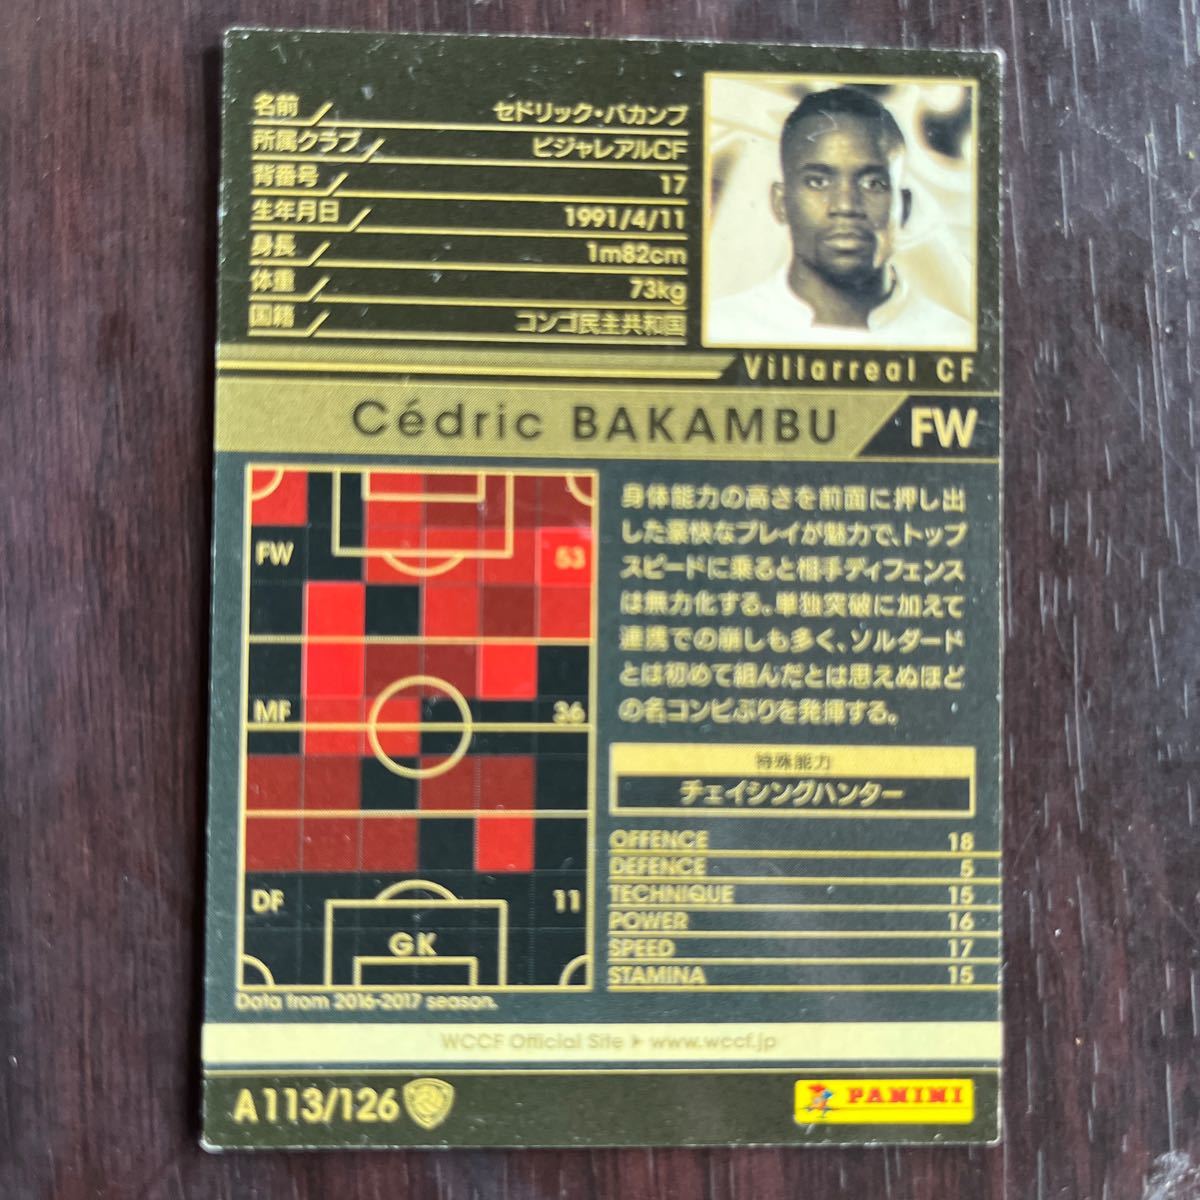 名前 セドリック・バカンブ
所属クラブ ビジャレアルCF
背番号 17
生年月日 1991/4/11
身長 1m82cm
体重 73kg
国籍 コンゴ民主共和国
Villarreal CF
Cédric BAKAMBU FW
FW 53
MF 36
DF 11
GK
Data from 2016-2017 season.
身体能力の高さを前面に押し出
した豪快なプレイが魅力で、トップ
スピードに乗ると相手ディフェンス
は無力化する。単独突破に加えて
連携での崩しも多く、ソルダード
とは初めて組んだとは思えぬほど
の名コンビぶりを発揮する。
特殊能力
チェイシングハンター
OFFENCE 18
DEFENCE 5
TECHNIQUE 15
POWER 16
SPEED 17
STAMINA 15
WCCF Official Site ▶ www.wccf.jp
A113/126
PANINI